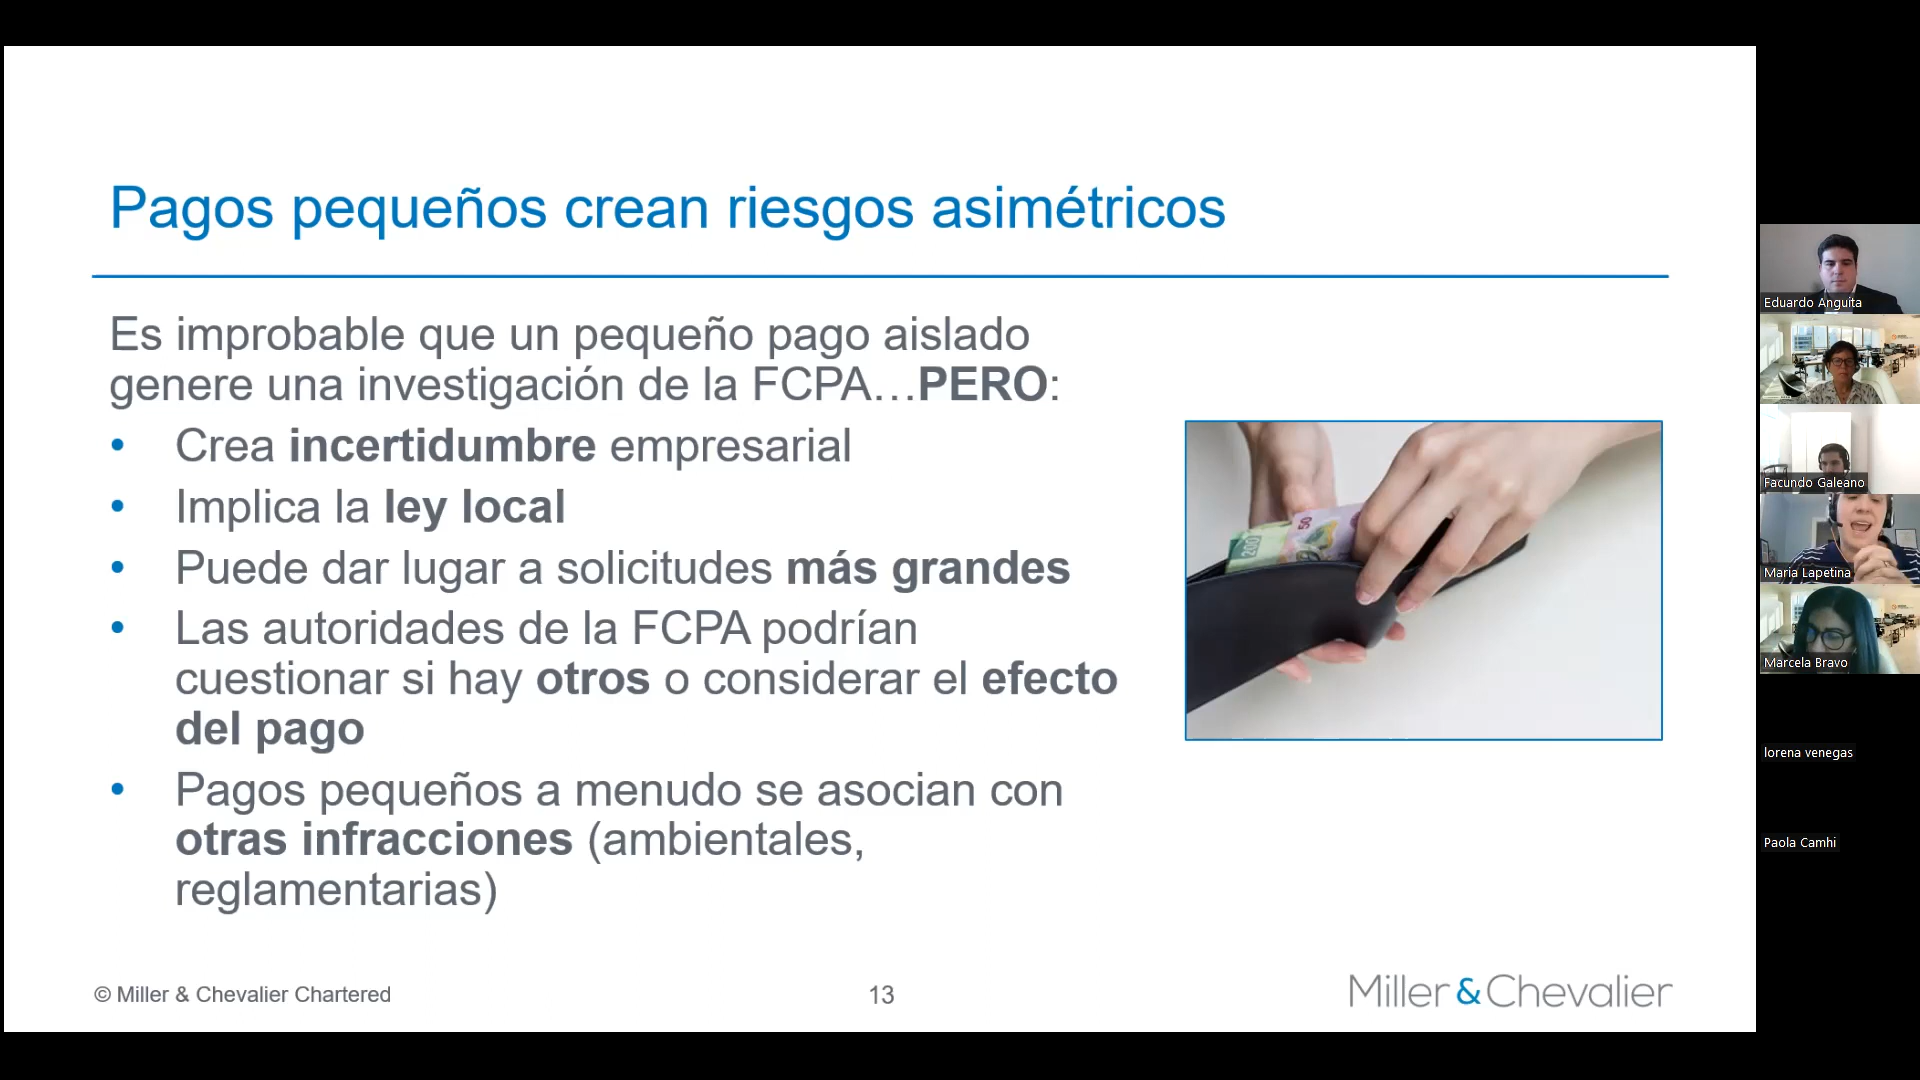 Pagos pequeños crean riesgos asimétricos
Es improbable que un pequeño pago aislado
genere una investigación de la FCPA…PERO:
• Crea incertidumbre empresarial
• Implica la ley local
• Puede dar lugar a solicitudes más grandes
• Las autoridades de la FCPA podrían
cuestionar si hay otros o considerar el efecto
del pago
• Pagos pequeños a menudo se asocian con
otras infracciones (ambientales,
reglamentarias)
200
50
© Miller & Chevalier Chartered
13
Miller & Chevalier
Eduardo Anguita
Facundo Galeano
Maria Lapetina
Marcela Bravo
lorena venegas
Paola Camhi